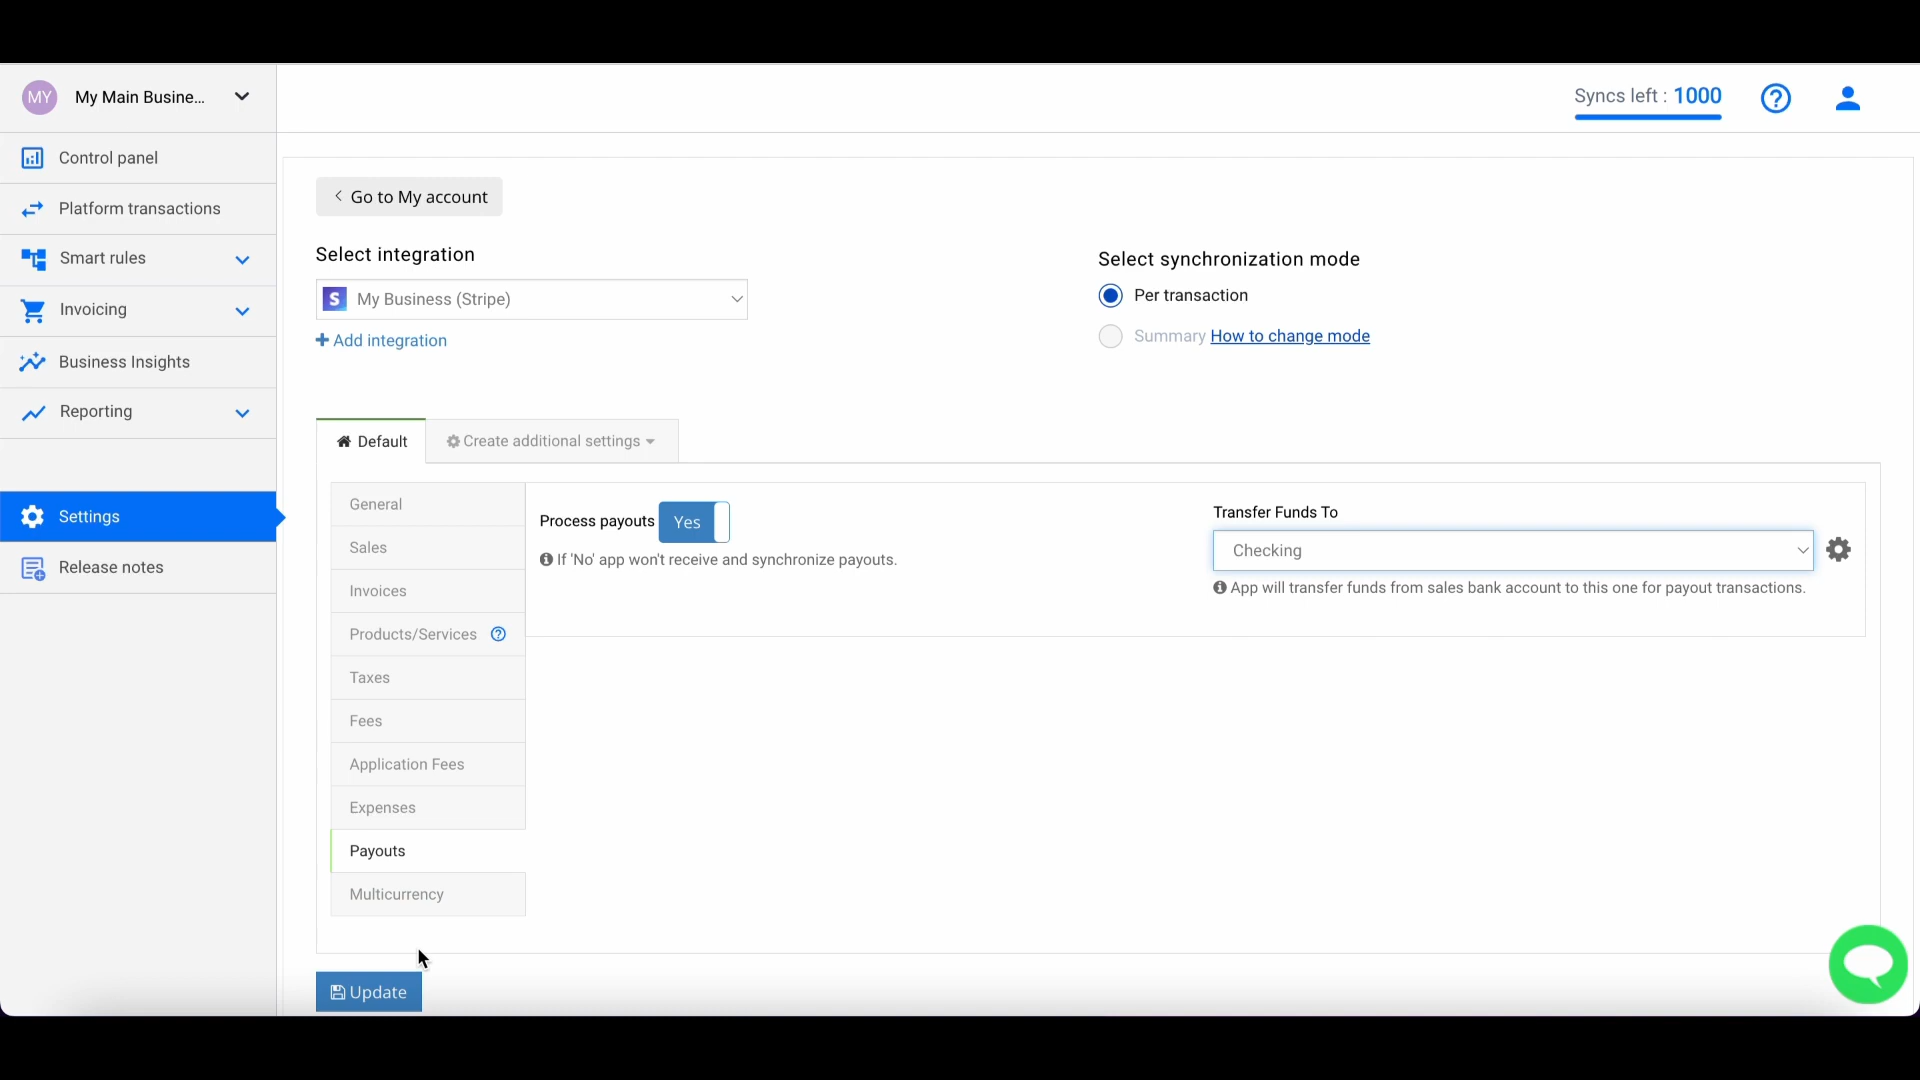 MY My Main Busine...
Syncs left : 1000
Control panel
Platform transactions
Smart rules
Invoicing
Business Insights
Reporting
Settings
Release notes
Go to My account
Select integration
S My Business (Stripe)
Add integration
Select synchronization mode
Per transaction
Summary How to change mode
Default
Create additional settings
General
Sales
Invoices
Products/Services
Taxes
Fees
Application Fees
Expenses
Payouts
Multicurrency
Process payouts Yes
If 'No' app won't receive and synchronize payouts.
Transfer Funds To
Checking
App will transfer funds from sales bank account to this one for payout transactions.
Update